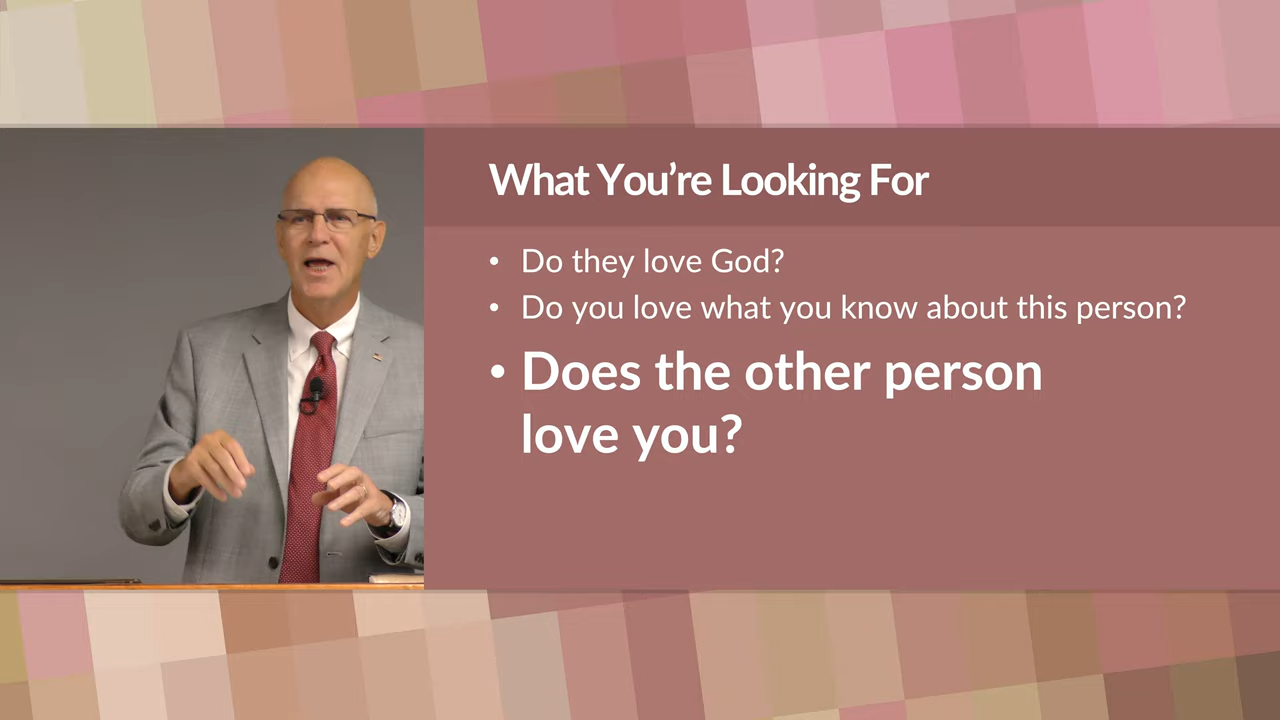 What You’re Looking For
• Do they love God?
• Do you love what you know about this person?
• Does the other person
love you?